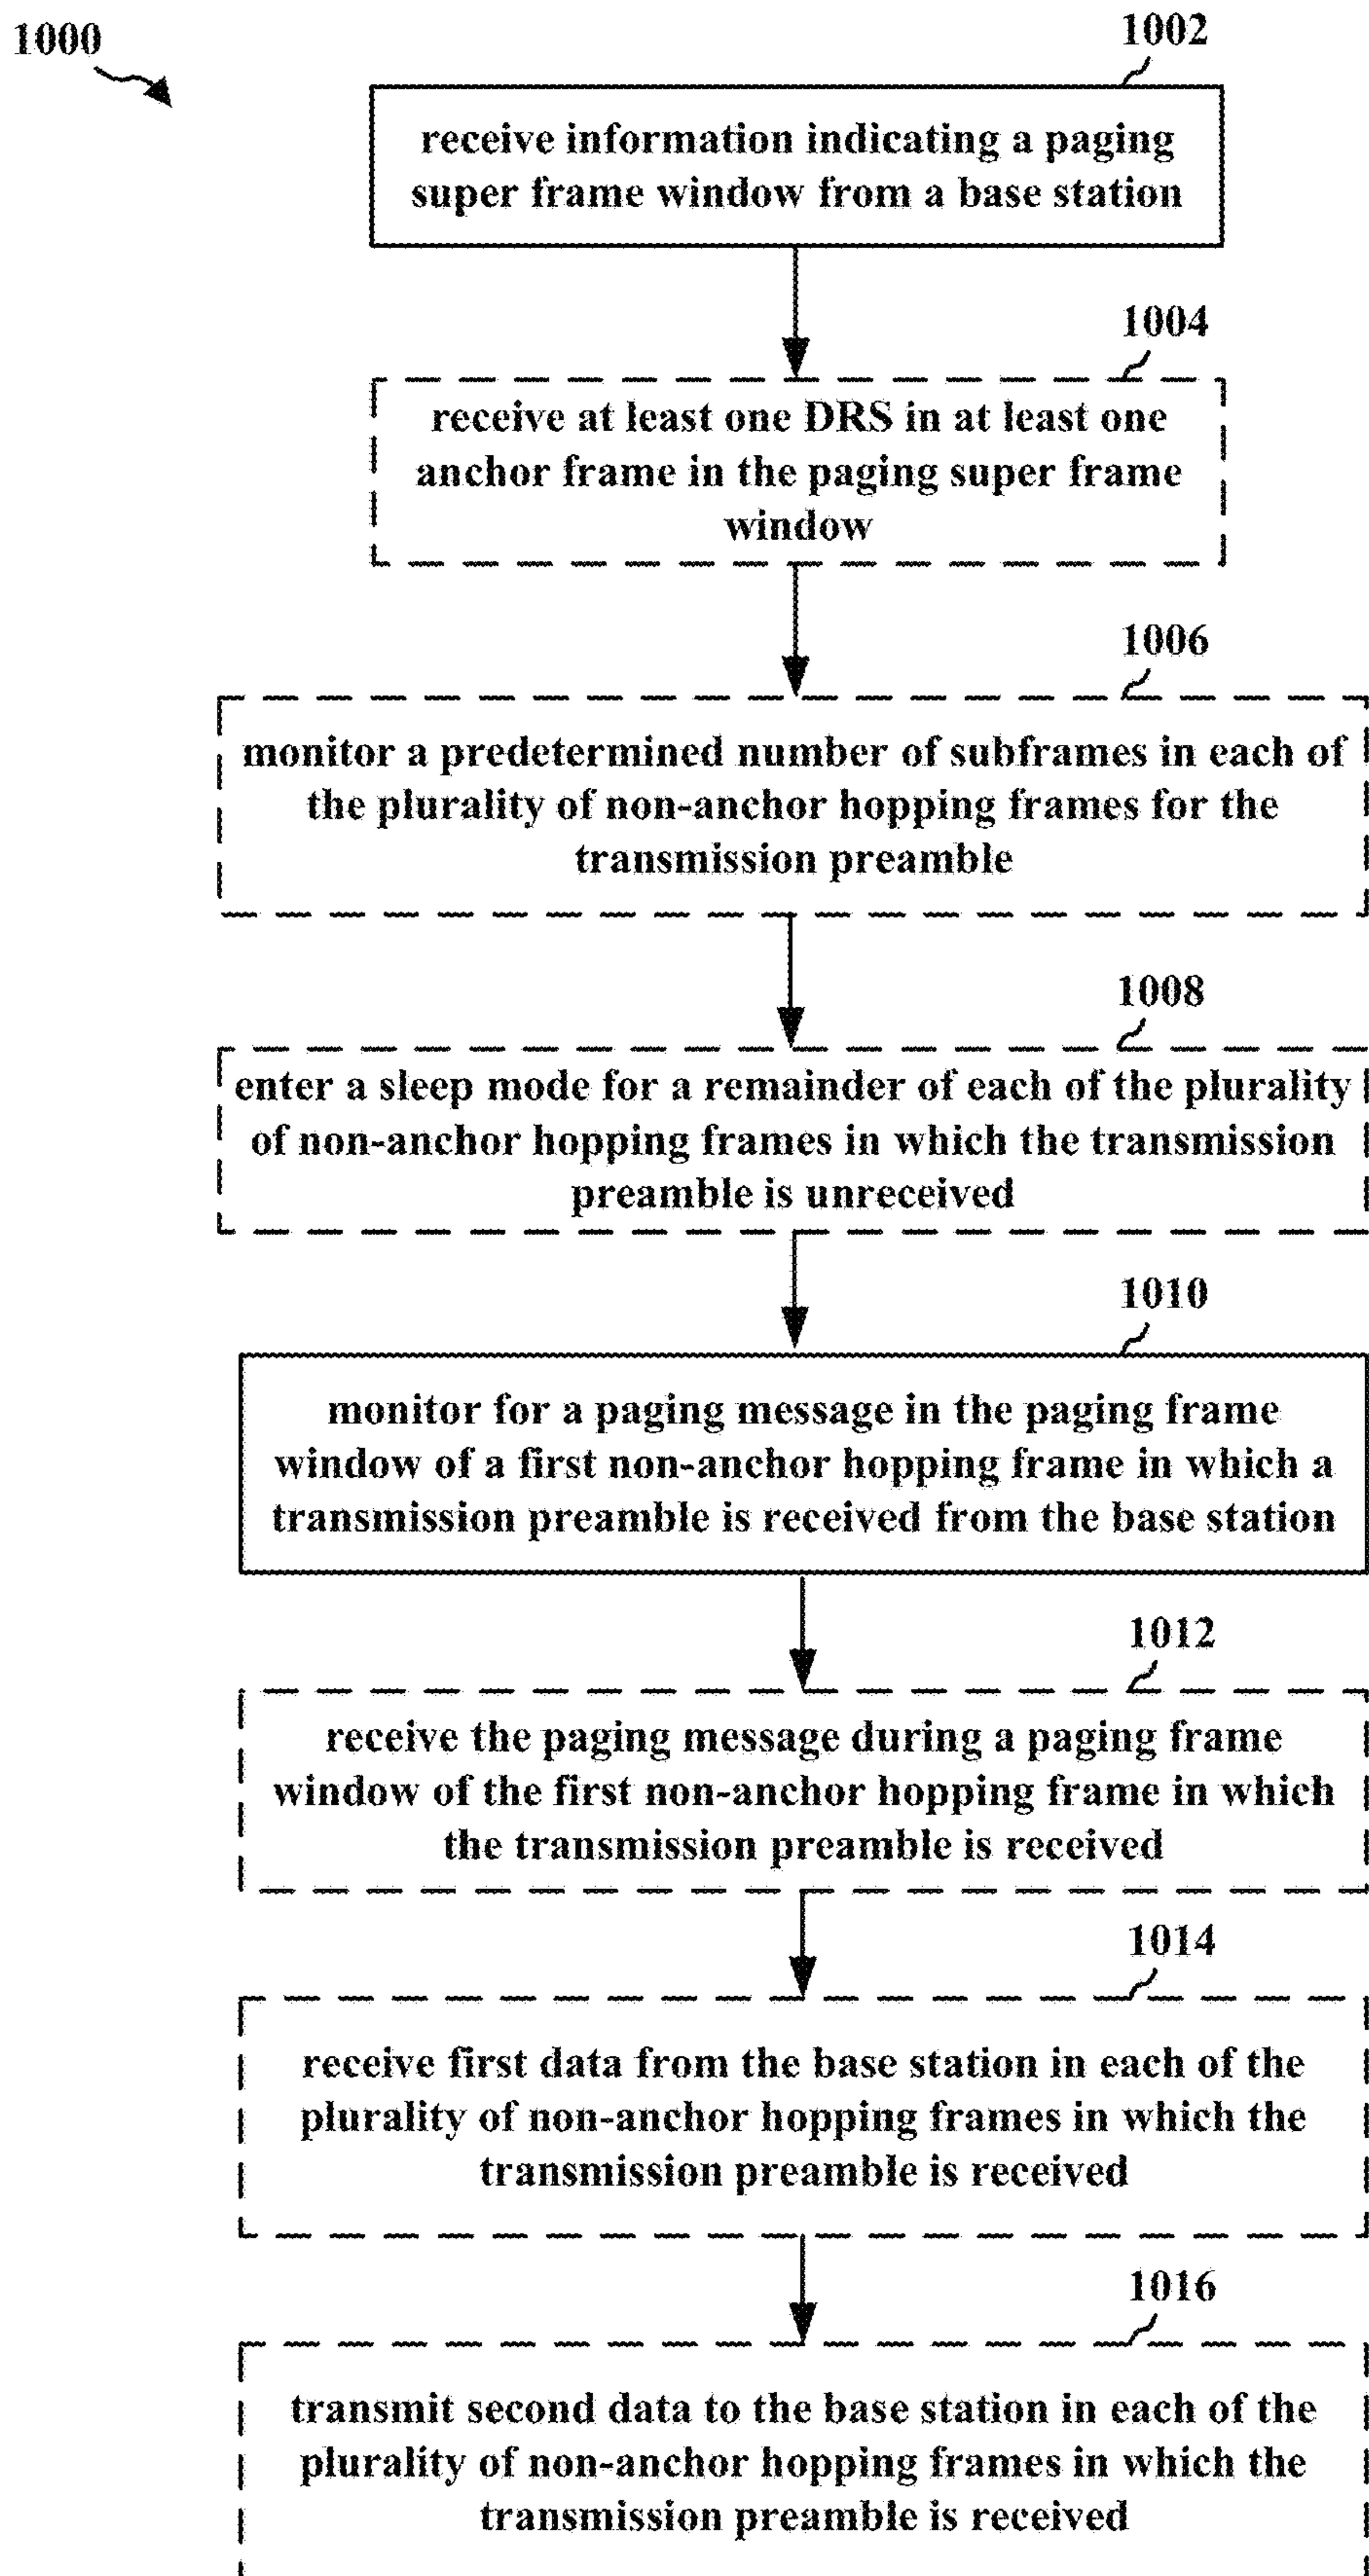 1000
1002
receive information indicating a paging
super frame window from a base station
1004
receive at least one DRS in at least one
anchor frame in the paging super frame
window
1006
monitor a predetermined number of subframes in each of
the plurality of non-anchor hopping frames for the
transmission preamble
1008
enter a sleep mode for a remainder of each of the plurality
of non-anchor hopping frames in which the transmission
preamble is unreceived
1010
monitor for a paging message in the paging frame
window of a first non-anchor hopping frame in which a
transmission preamble is received from the base station
1012
receive the paging message during a paging frame
window of the first non-anchor hopping frame in which
the transmission preamble is received
1014
receive first data from the base station in each of the
plurality of non-anchor hopping frames in which the
transmission preamble is received
1016
transmit second data to the base station in each of the
plurality of non-anchor hopping frames in which the
transmission preamble is received